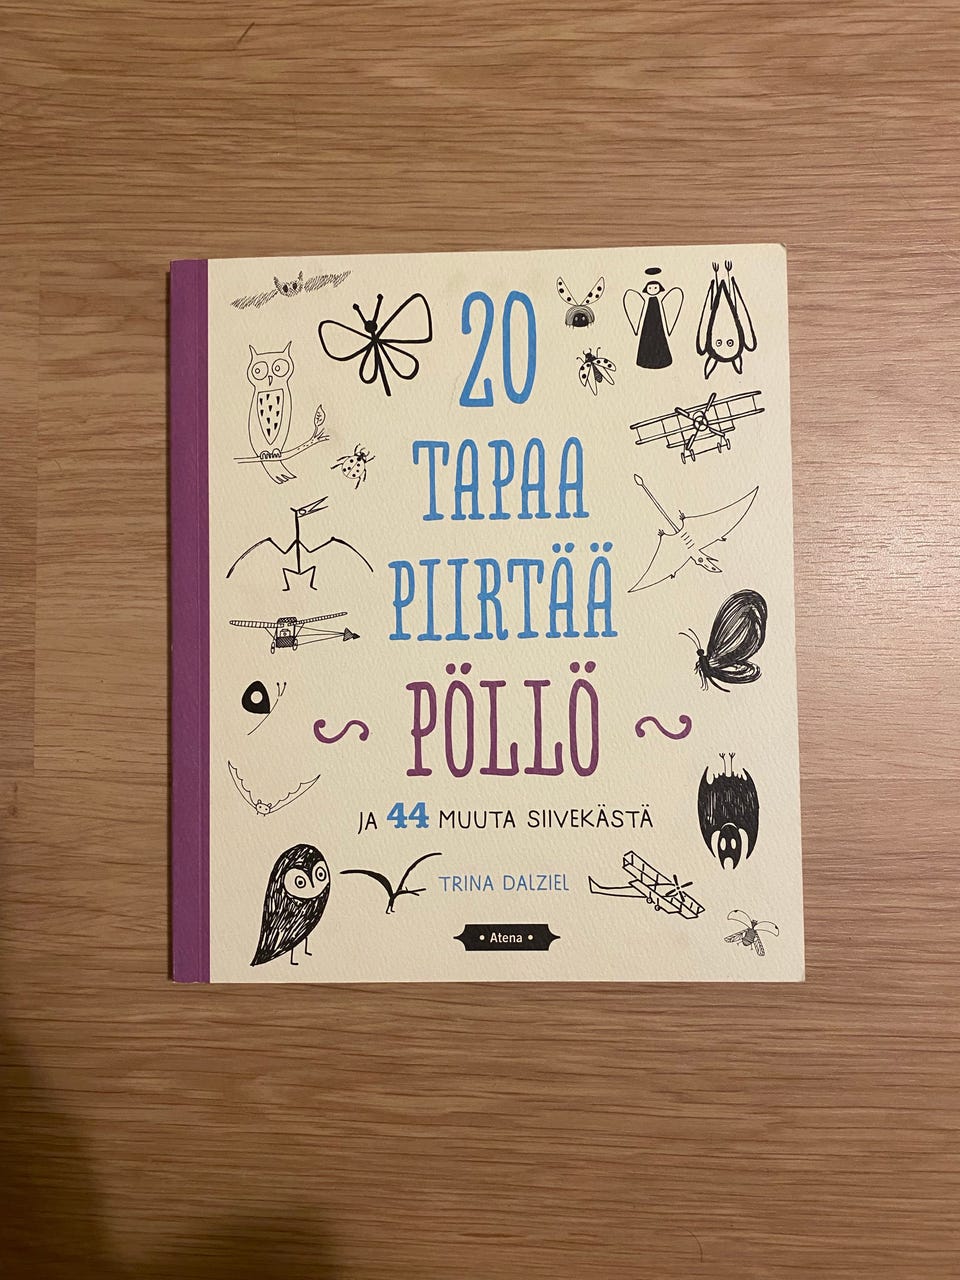 20
TAPAA
PIIRTÄÄ
PÖLLÖ
JA 44 MUUTA SIIVEKÄSTÄ
TRINA DALZIEL
• Atena •